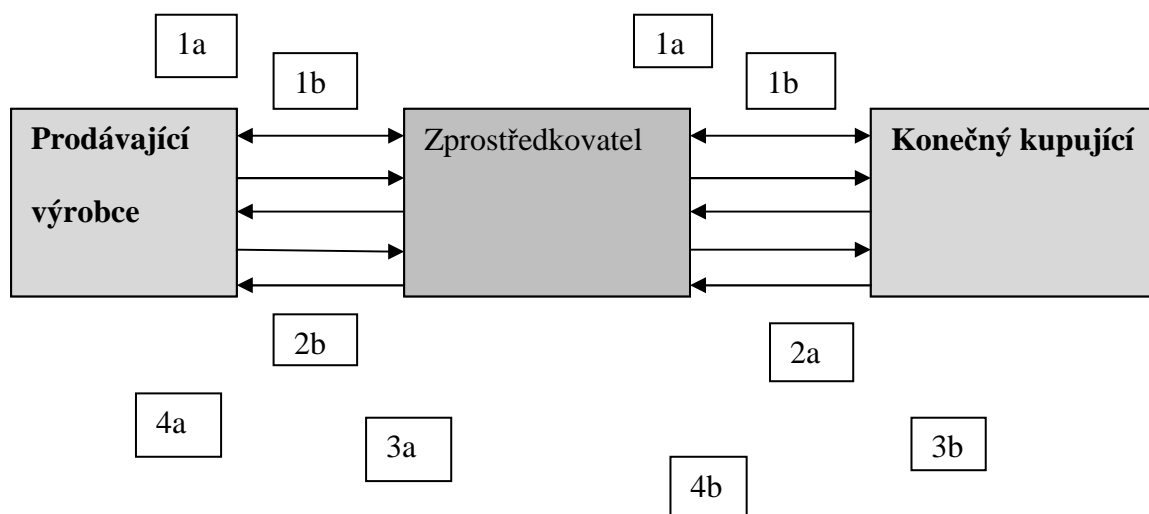 1a
1a
1b
1b
Prodávající
výrobce
Zprostředkovatel
Konečný kupující
2b
2a
4a
3a
3b
4b